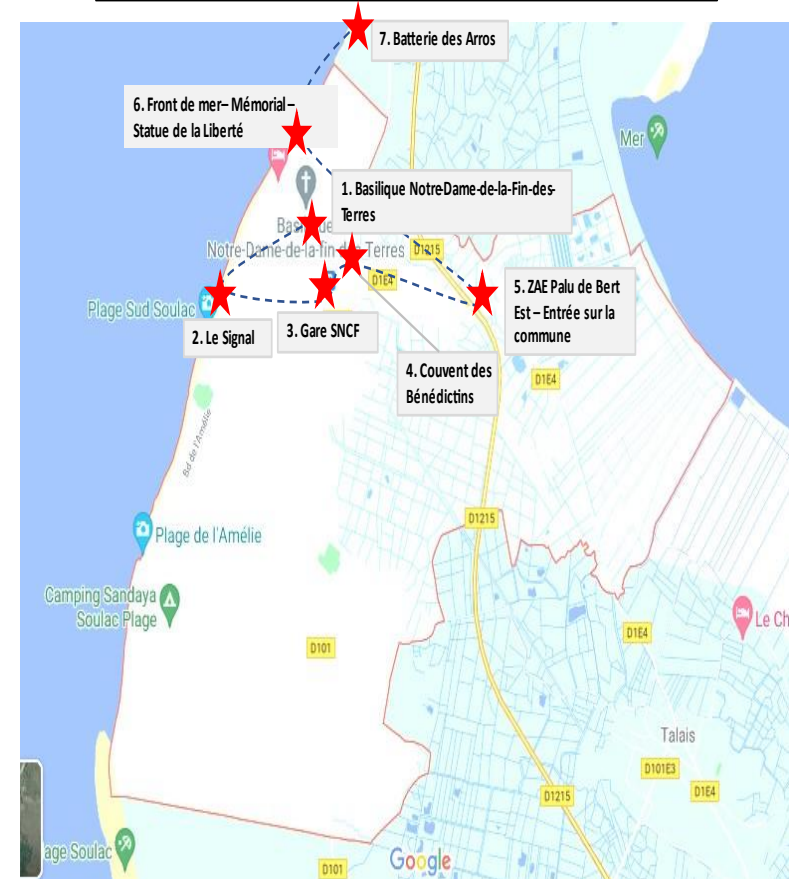 7. Batterie des Arros
6. Front de mer– Mémorial –
Statue de la Liberté
Mer
1. Basilique Notre-Dame-de-la-Fin-des-
Terres
Basilique
Notre-Dame-de-la-fin des Terres
D1215
D1E4
5. ZAE Palu de Bert
Est – Entrée sur la
commune
Plage Sud Soulac
2. Le Signal
3. Gare SNCF
4. Couvent des
Bénédictins
D1E4
Bd de l'Amélie
D1215
Plage de l'Amélie
Camping Sandaya
Soulac Plage
Le Ch
D1E4
D101
Talais
D101E3
D1E4
D1215
age Soulac
Google
D101